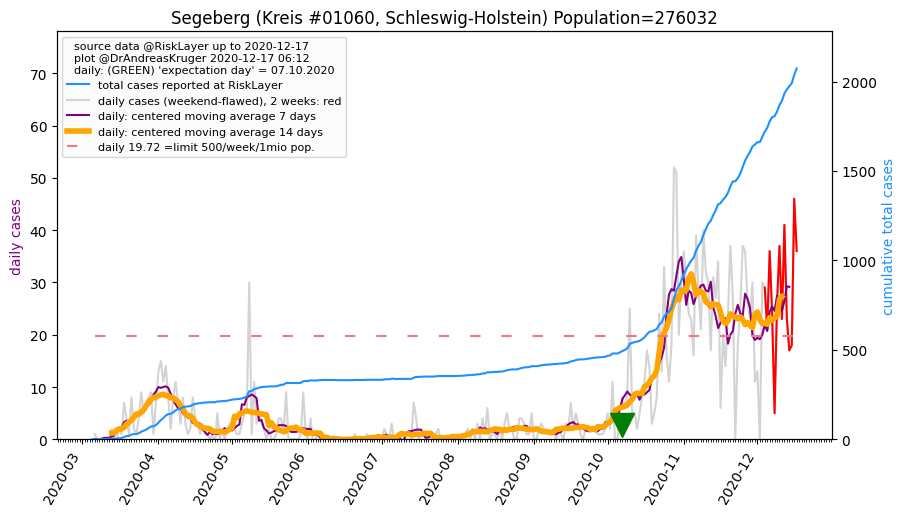 Segeberg (Kreis #01060, Schleswig-Holstein) Population=276032
source data @RiskLayer up to 2020-12-17
plot @DrAndreasKruger 2020-12-17 06:12
daily: (GREEN) 'expectation day' = 07.10.2020
total cases reported at RiskLayer
daily cases (weekend-flawed), 2 weeks: red
daily: centered moving average 7 days
daily: centered moving average 14 days
daily 19.72 =limit 500/week/1mio pop.
daily cases
70
60
50
40
30
20
10
0
cumulative total cases
2000
1500
1000
500
0
2020-03
2020-04
2020-05
2020-06
2020-07
2020-08
2020-09
2020-10
2020-11
2020-12